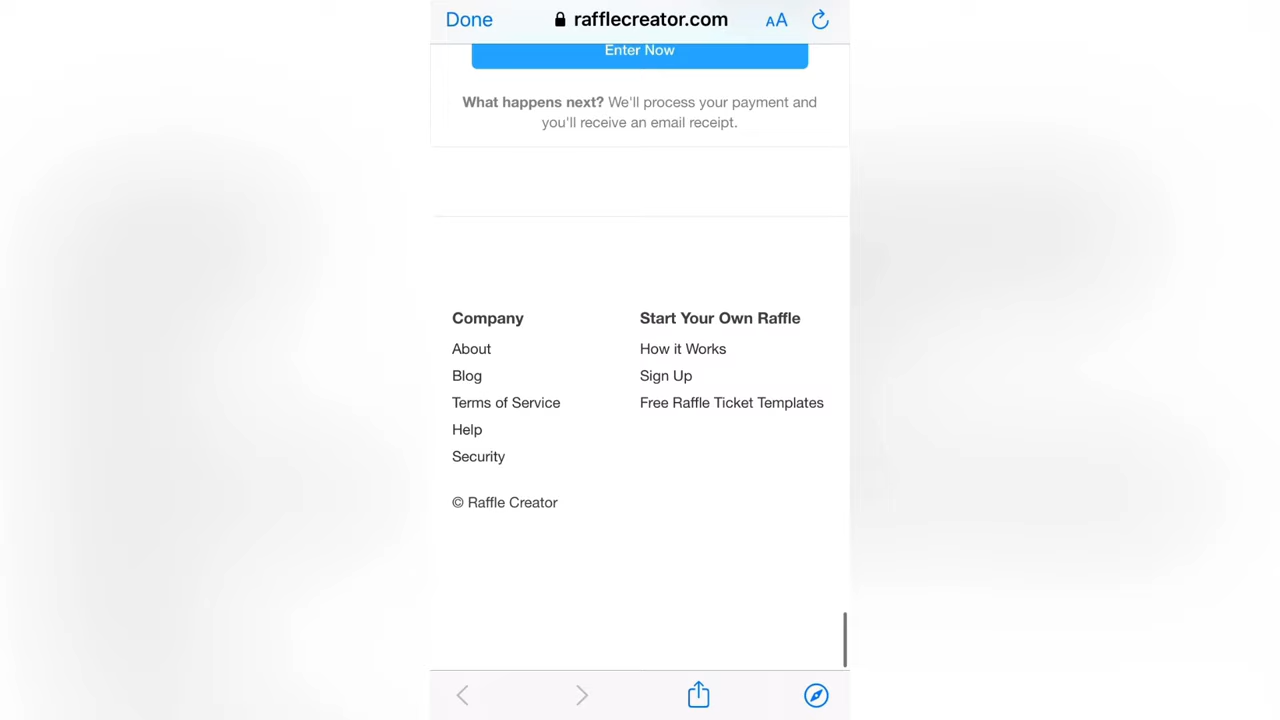 Done
rafflecreator.com
AA
Enter Now
What happens next? We'll process your payment and
you'll receive an email receipt.
Company
About
Blog
Terms of Service
Help
Security
Start Your Own Raffle
How it Works
Sign Up
Free Raffle Ticket Templates
© Raffle Creator